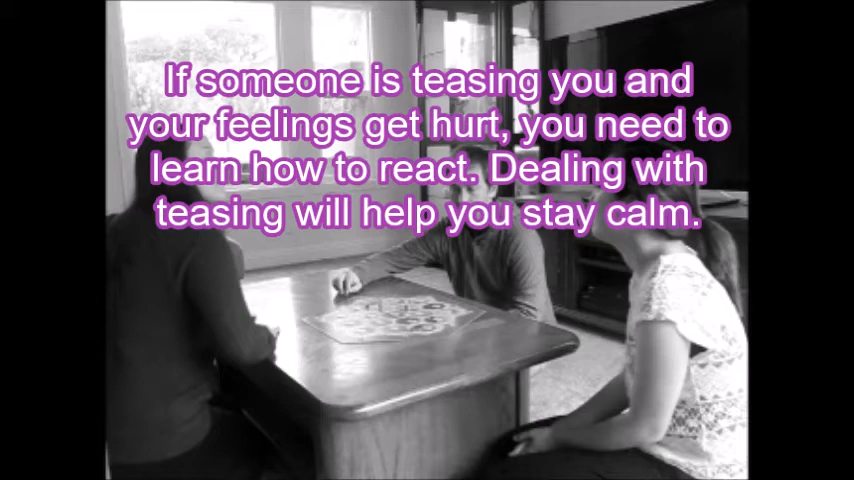 If someone is teasing you and
your feelings get hurt, you need to
learn how to react. Dealing with
teasing will help you stay calm.